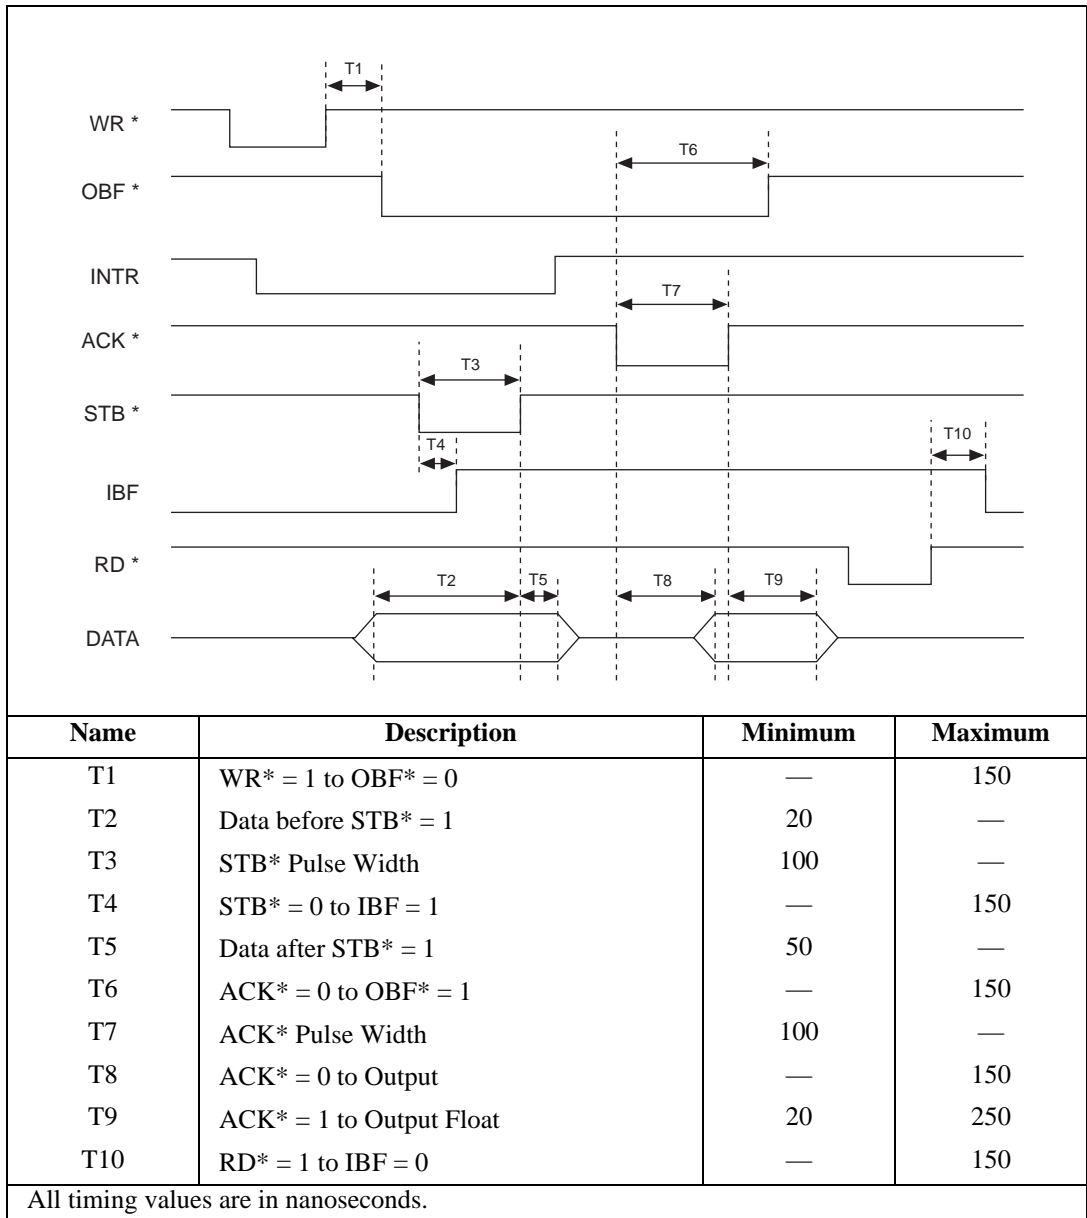 T1
WR *
T6
OBF *
INTR
T7
ACK *
T3
STB *
T4
T10
IBF
RD *
T2 T5 T8 T9
DATA
Name Description Minimum Maximum
T1 WR* = 1 to OBF* = 0 — 150
T2 Data before STB* = 1 20 —
T3 STB* Pulse Width 100 —
T4 STB* = 0 to IBF = 1 — 150
T5 Data after STB* = 1 50 —
T6 ACK* = 0 to OBF* = 1 — 150
T7 ACK* Pulse Width 100 —
T8 ACK* = 0 to Output — 150
T9 ACK* = 1 to Output Float 20 250
T10 RD* = 1 to IBF = 0 — 150
All timing values are in nanoseconds.